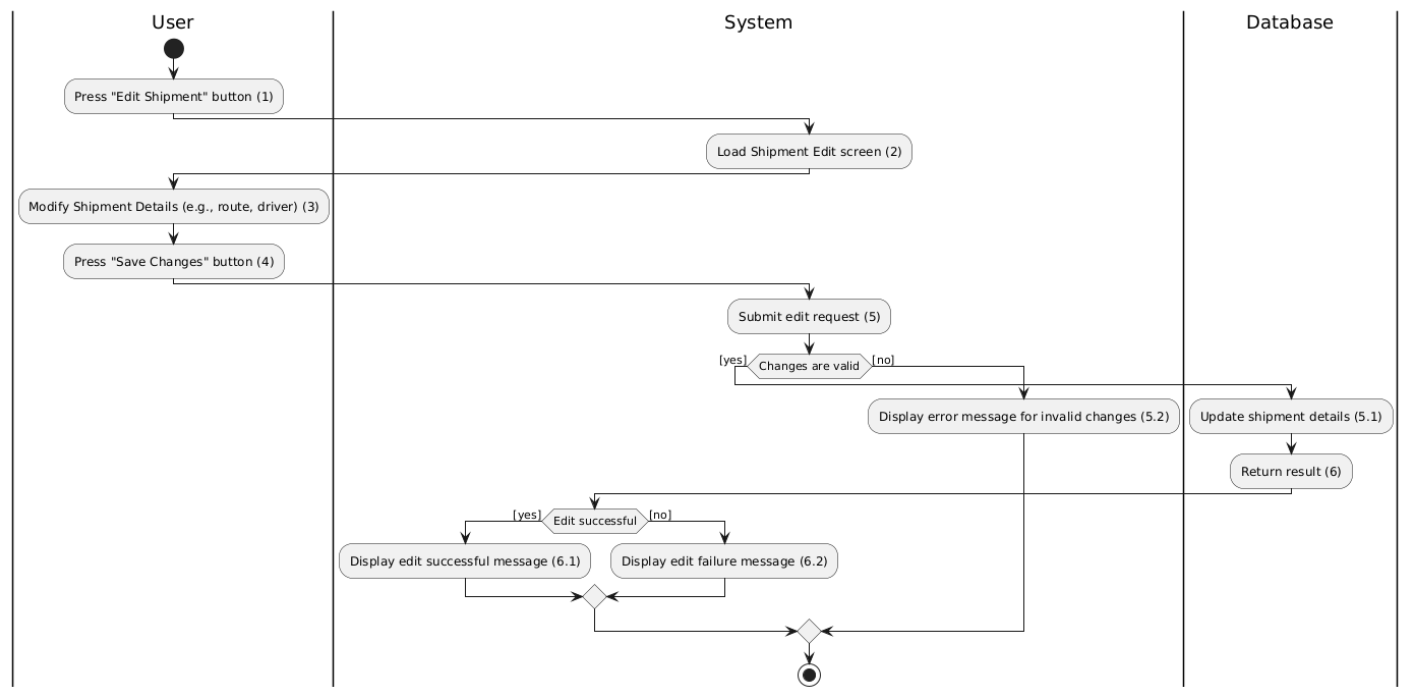 User
System
Database
Press "Edit Shipment" button (1)
Load Shipment Edit screen (2)
Modify Shipment Details (e.g., route, driver) (3)
Press "Save Changes" button (4)
Submit edit request (5)
[yes]
Changes are valid
[no]
Display error message for invalid changes (5.2)
Update shipment details (5.1)
Return result (6)
[yes]
Edit successful
[no]
Display edit successful message (6.1)
Display edit failure message (6.2)